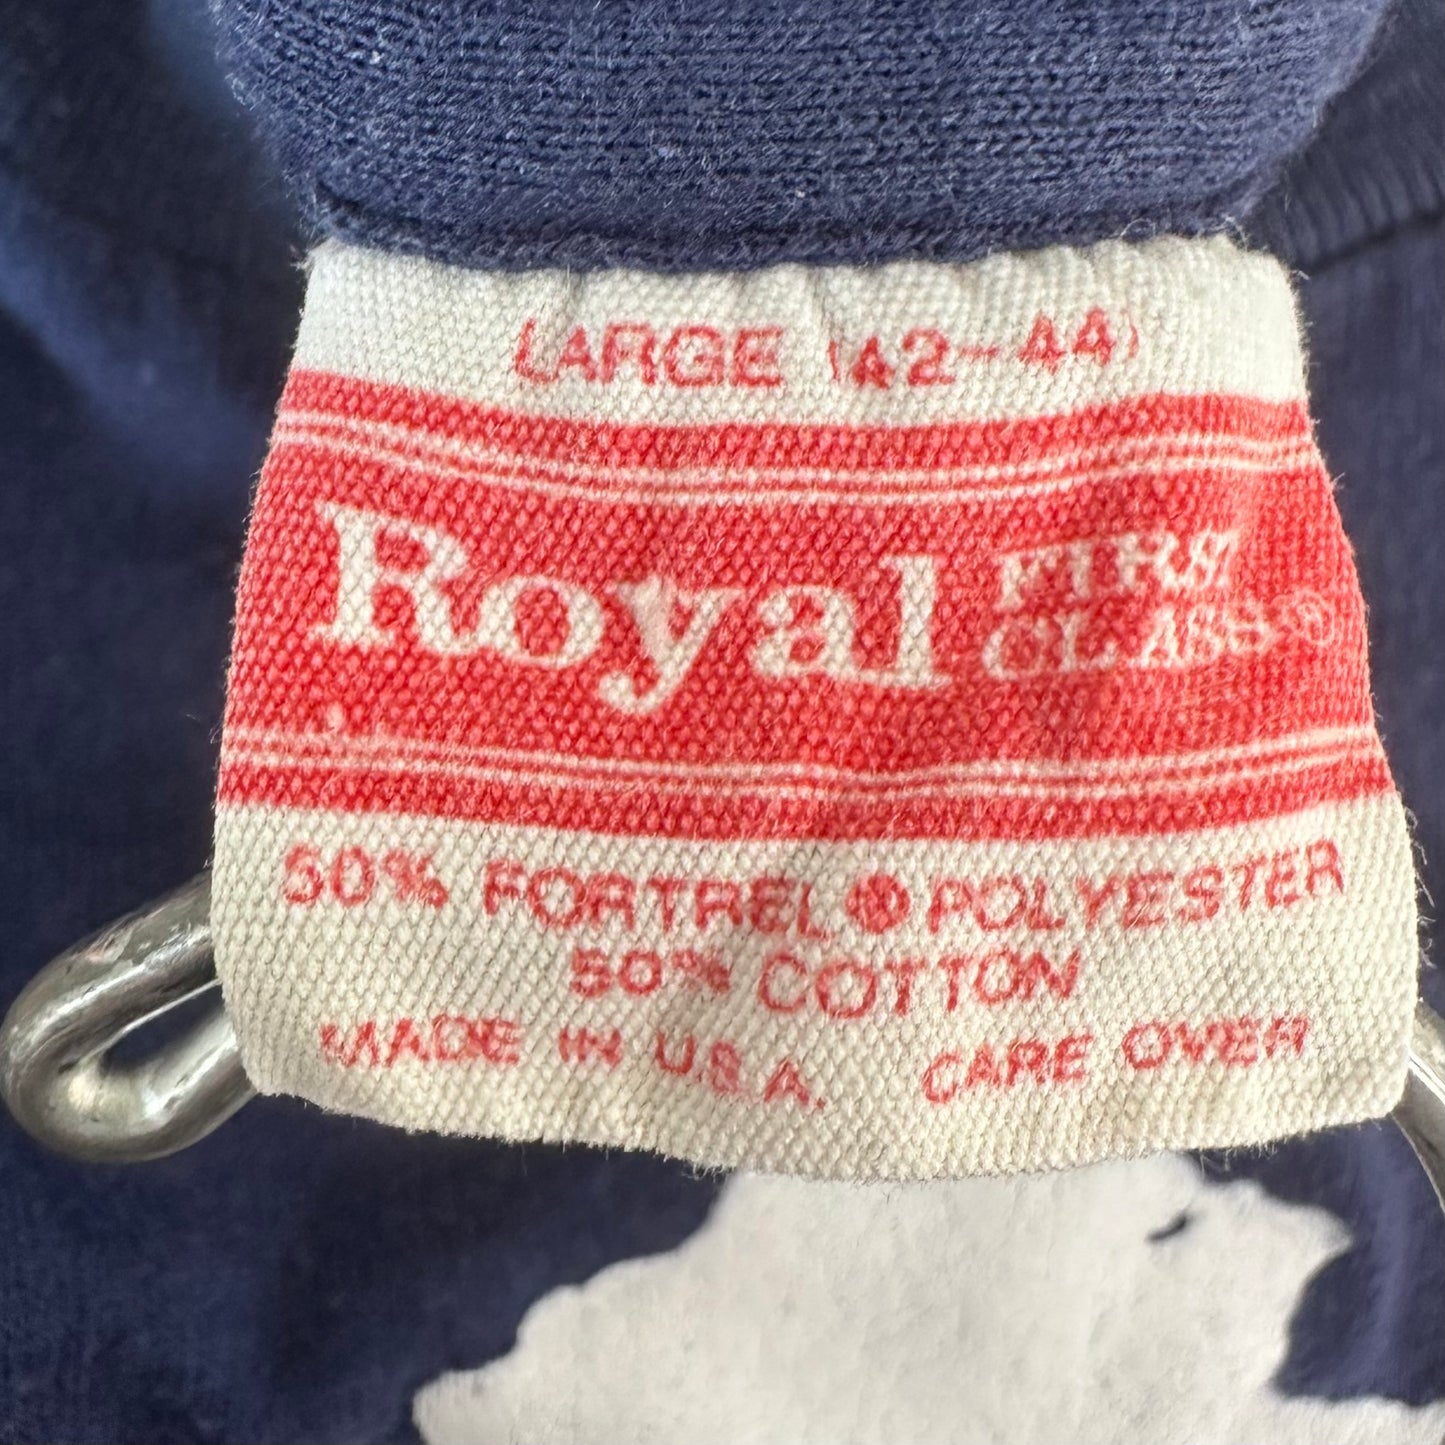 LARGE (42-44)
Royal FIRST
CLASS®
50% FORTREL® POLYESTER
50% COTTON
MADE IN U.S.A. CARE OVER